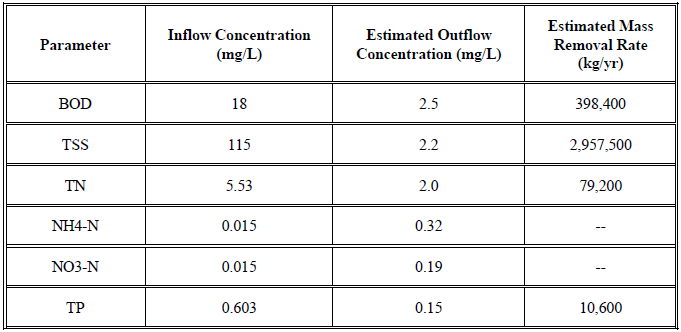 Parameter
Inflow Concentration
(mg/L)
Estimated Outflow
Concentration (mg/L)
Estimated Mass
Removal Rate
(kg/yr)
BOD 18 2.5 398,400
TSS 115 2.2 2,957,500
TN 5.53 2.0 79,200
NH4-N 0.015 0.32 --
NO3-N 0.015 0.19 --
TP 0.603 0.15 10,600